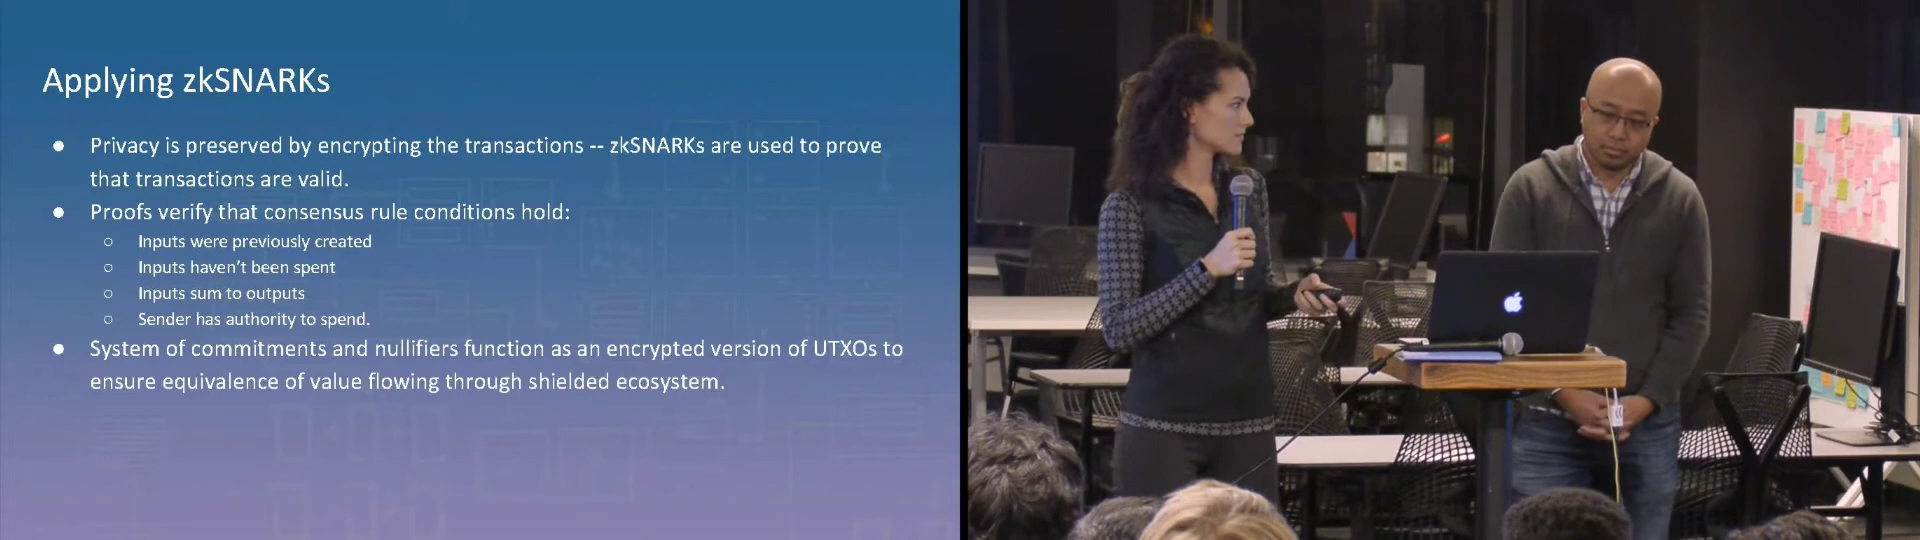 Applying zkSNARKs
● Privacy is preserved by encrypting the transactions -- zkSNARKs are used to prove
that transactions are valid.
● Proofs verify that consensus rule conditions hold:
○ Inputs were previously created
○ Inputs haven't been spent
○ Inputs sum to outputs
○ Sender has authority to spend.
● System of commitments and nullifiers function as an encrypted version of UTXOs to
ensure equivalence of value flowing through shielded ecosystem.